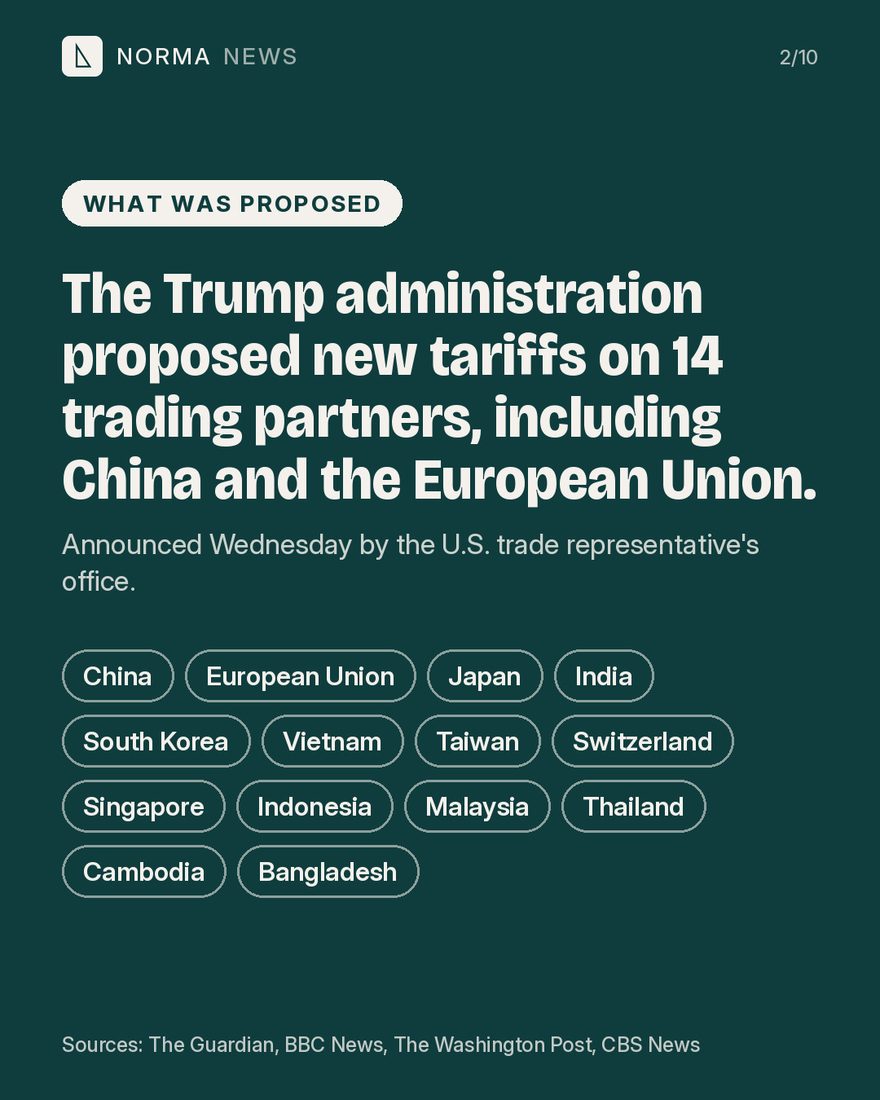 NORMA NEWS
2/10
WHAT WAS PROPOSED
The Trump administration
proposed new tariffs on 14
trading partners, including
China and the European Union.
Announced Wednesday by the U.S. trade representative's
office.
China European Union Japan India
South Korea Vietnam Taiwan Switzerland
Singapore Indonesia Malaysia Thailand
Cambodia Bangladesh
Sources: The Guardian, BBC News, The Washington Post, CBS News